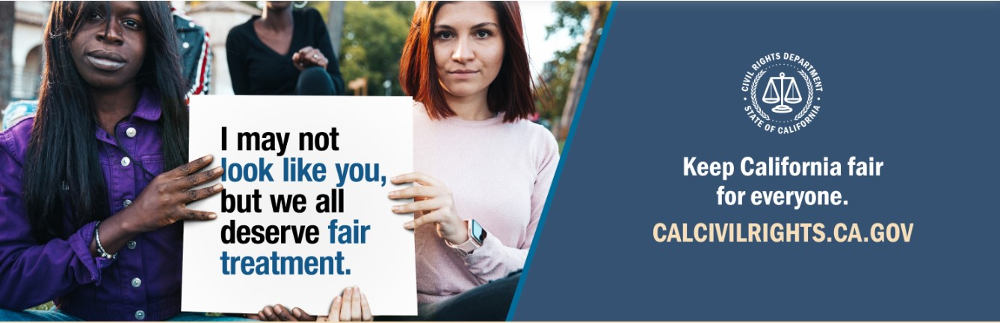 I may not
look like you,
but we all
deserve fair
treatment.
CIVIL RIGHTS DEPARTMENT
STATE OF CALIFORNIA
Keep California fair
for everyone.
CALCIVILRIGHTS.CA.GOV